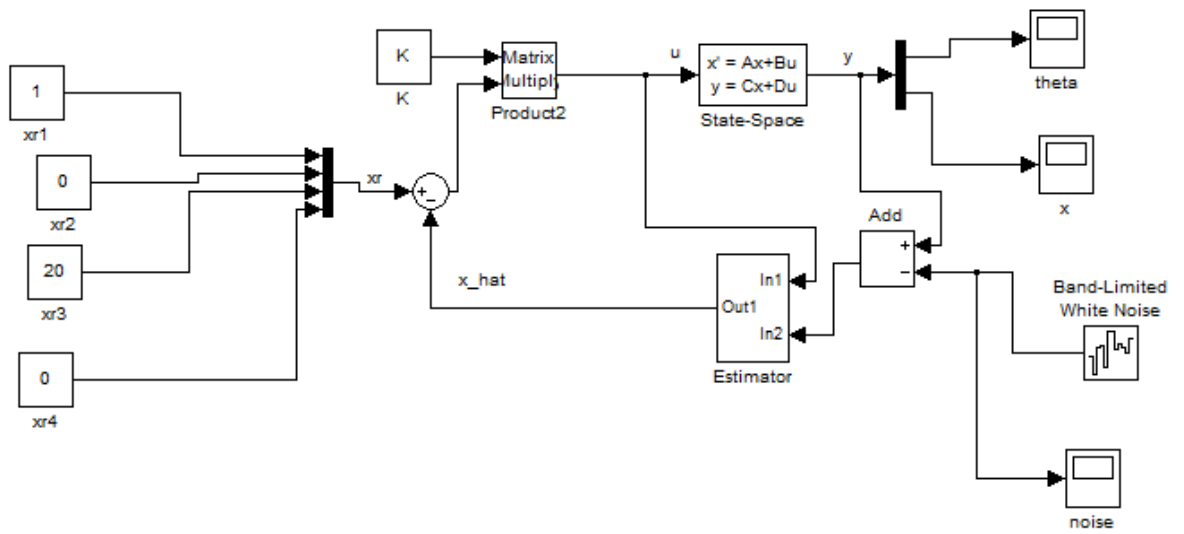 1
xr1
0
xr2
20
xr3
0
xr4
xr
+
−
K
K
Matrix
Multiply
Product2
u
x' = Ax+Bu
y = Cx+Du
State-Space
y
theta
x
Add
+
−
x_hat
In1
Out1
In2
Estimator
Band-Limited
White Noise
noise